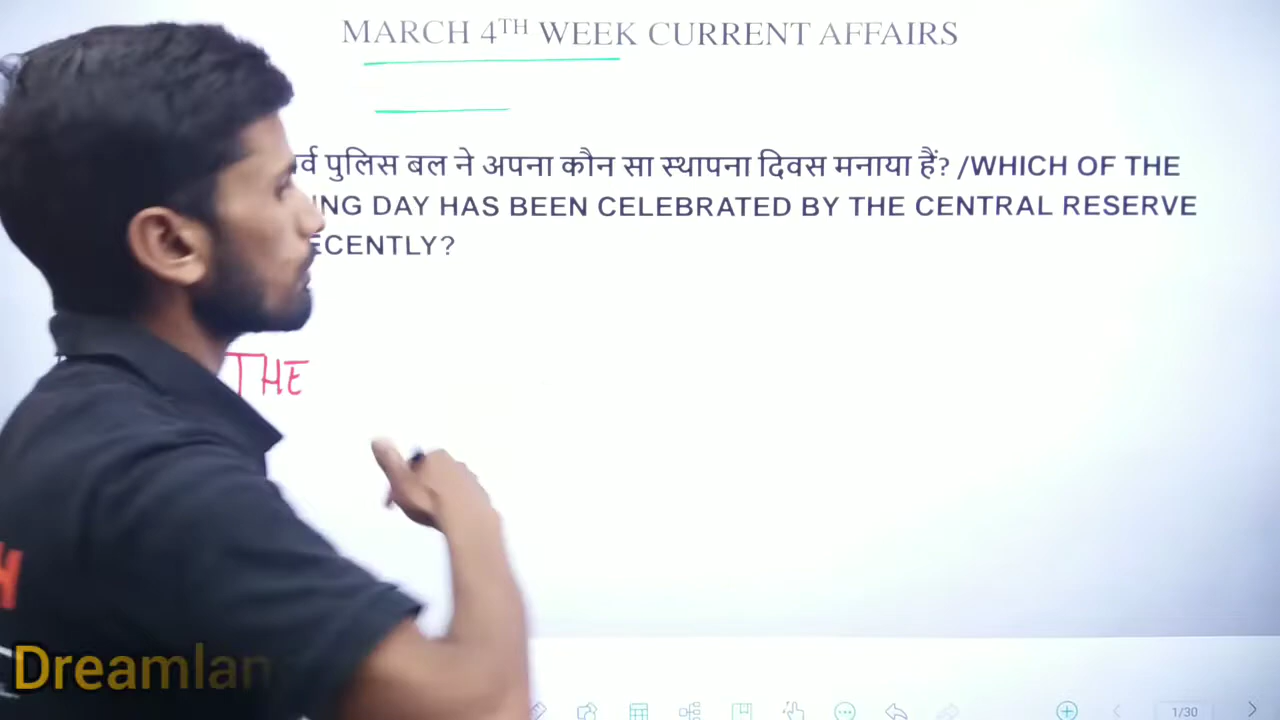 MARCH 4TH WEEK CURRENT AFFAIRS
पुलिस बल ने अपना कौन सा स्थापना दिवस मनाया हैं? /WHICH OF THE
DAY HAS BEEN CELEBRATED BY THE CENTRAL RESERVE
ECENTLY?
THE
H
Dreamlan
1/30